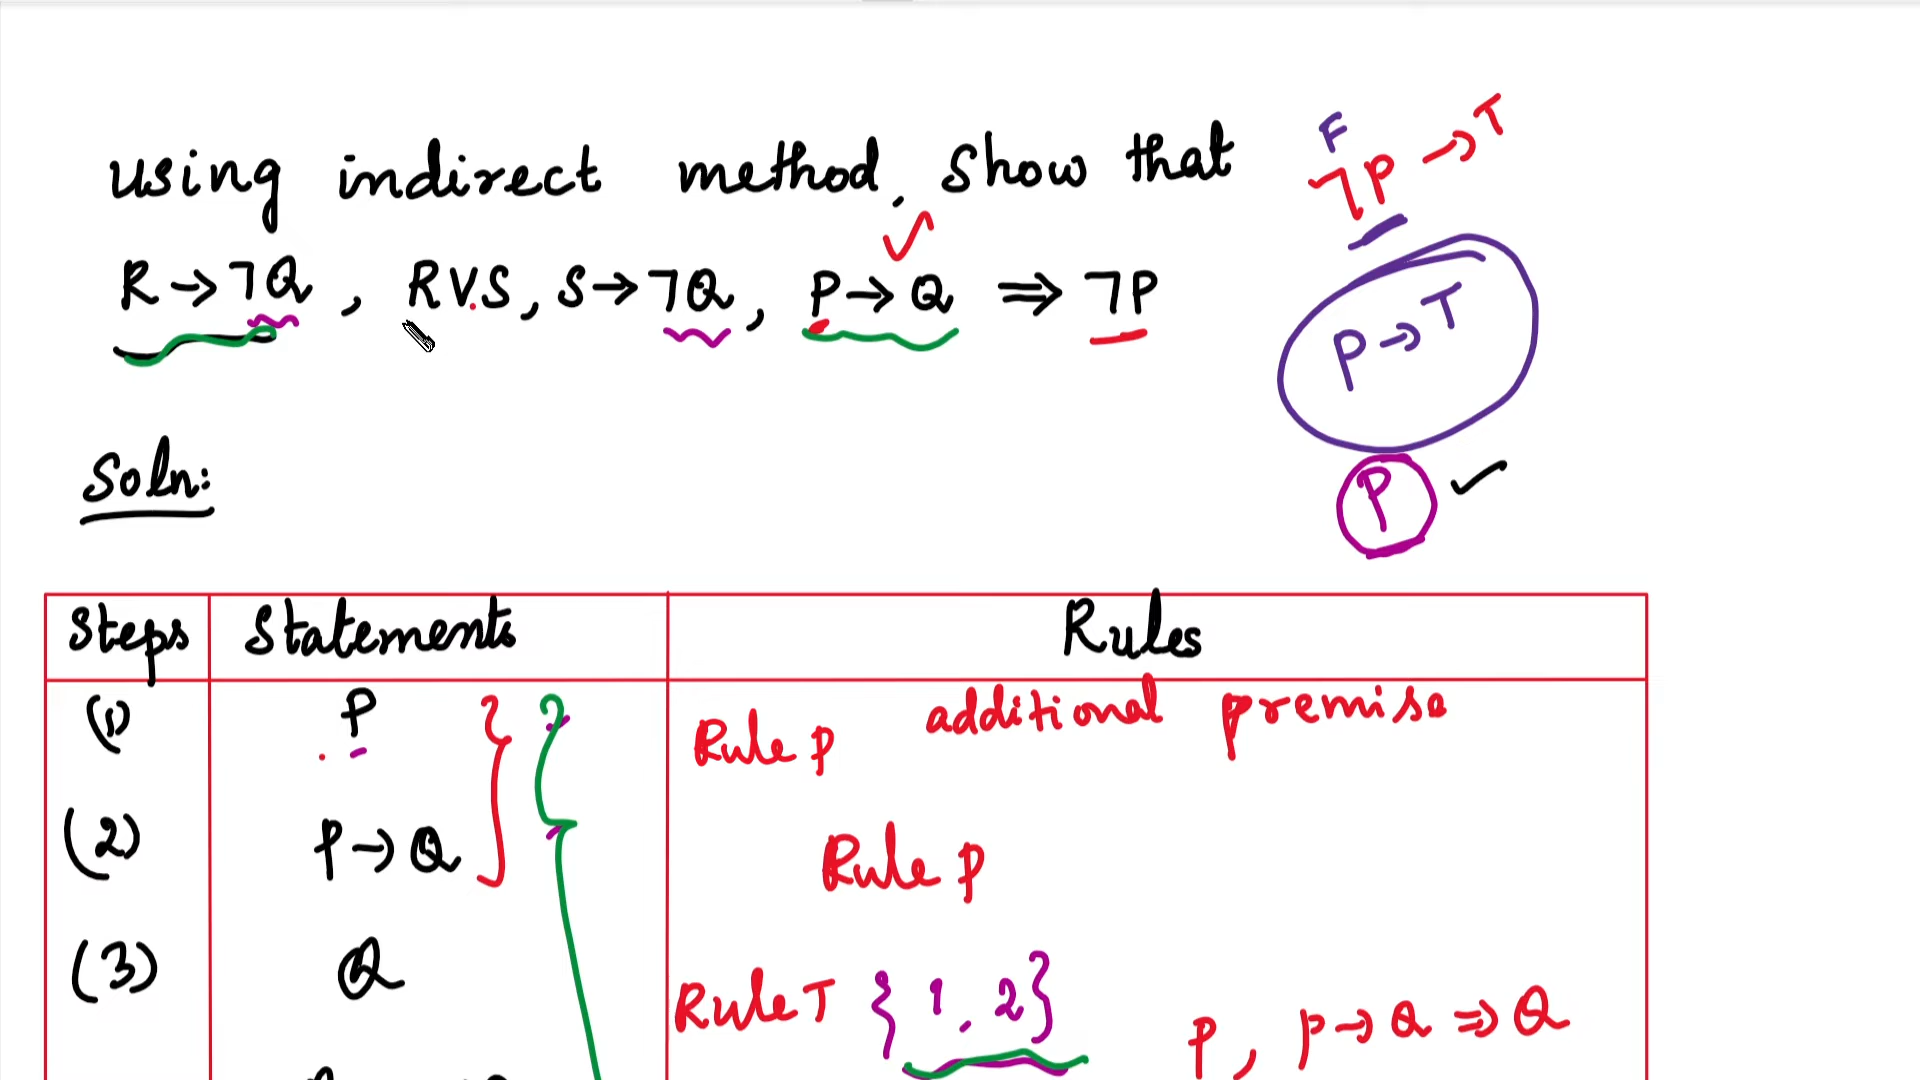 using indirect method, Show that
R → ¬Q , R V S , S → ¬Q , P → Q ⇒ ¬P
F
¬P → T
P → T
P ✓
Soln:
Steps Statements Rules
(1) P Rule P additional premise
(2) P → Q Rule P
(3) Q Rule T {1, 2} P, P → Q ⇒ Q